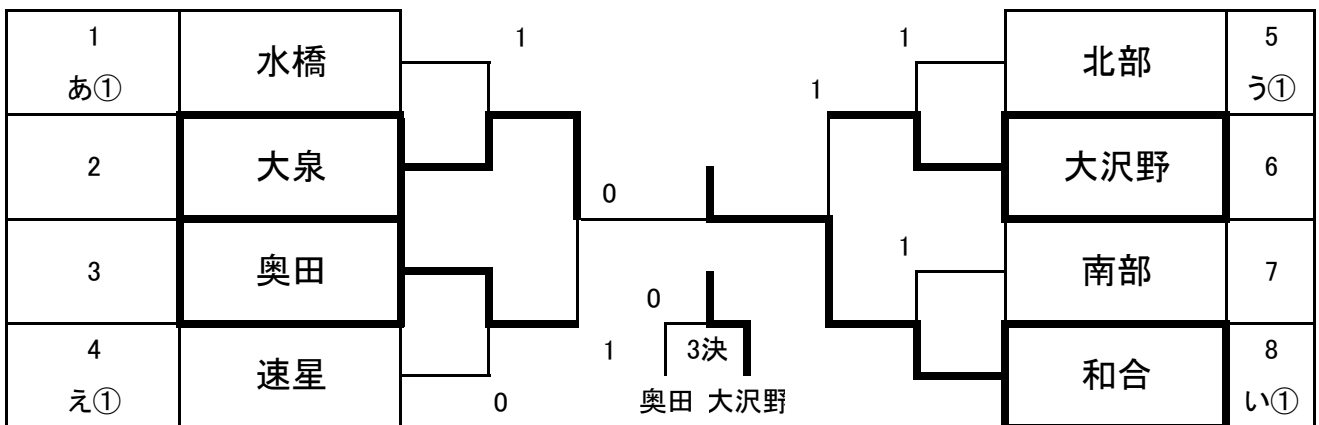 1 水橋 1 1 北部 5
あ① 1 う①
2 大泉 0 大沢野 6
3 奥田 0 1 南部 7
4 速星 1 3決 和合 8
え① 0 奥田 大沢野 い①